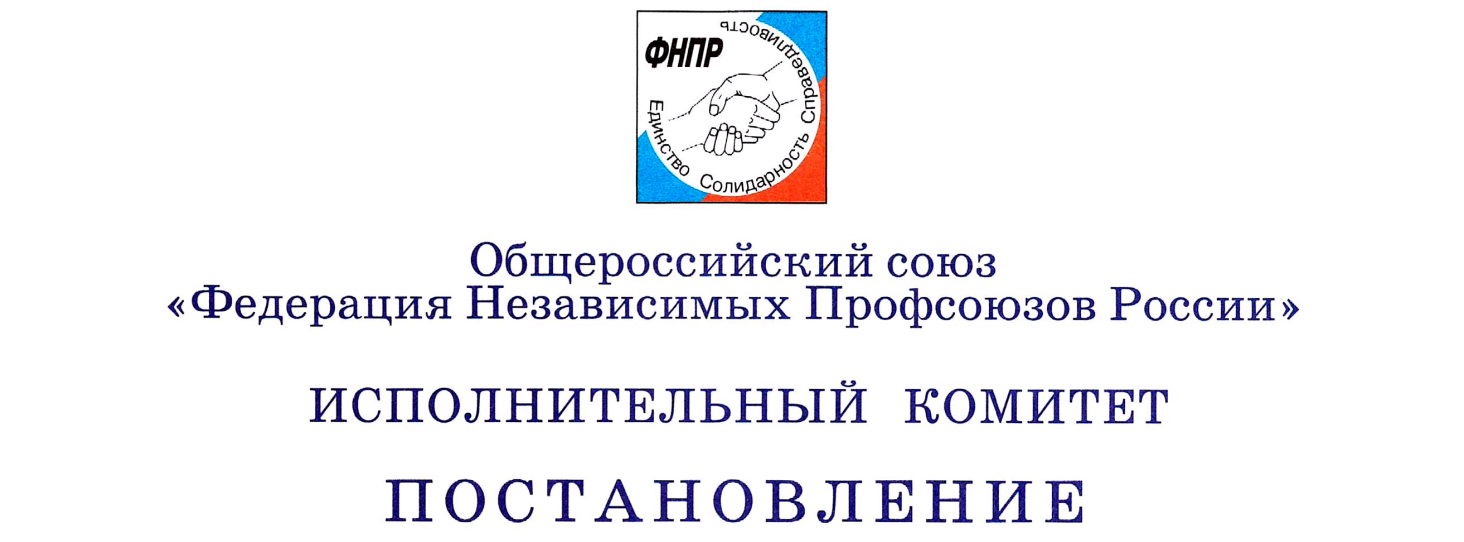 ФНПР
Единство Солидарность Справедливость
Общероссийский союз
«Федерация Независимых Профсоюзов России»
ИСПОЛНИТЕЛЬНЫЙ КОМИТЕТ
ПОСТАНОВЛЕНИЕ